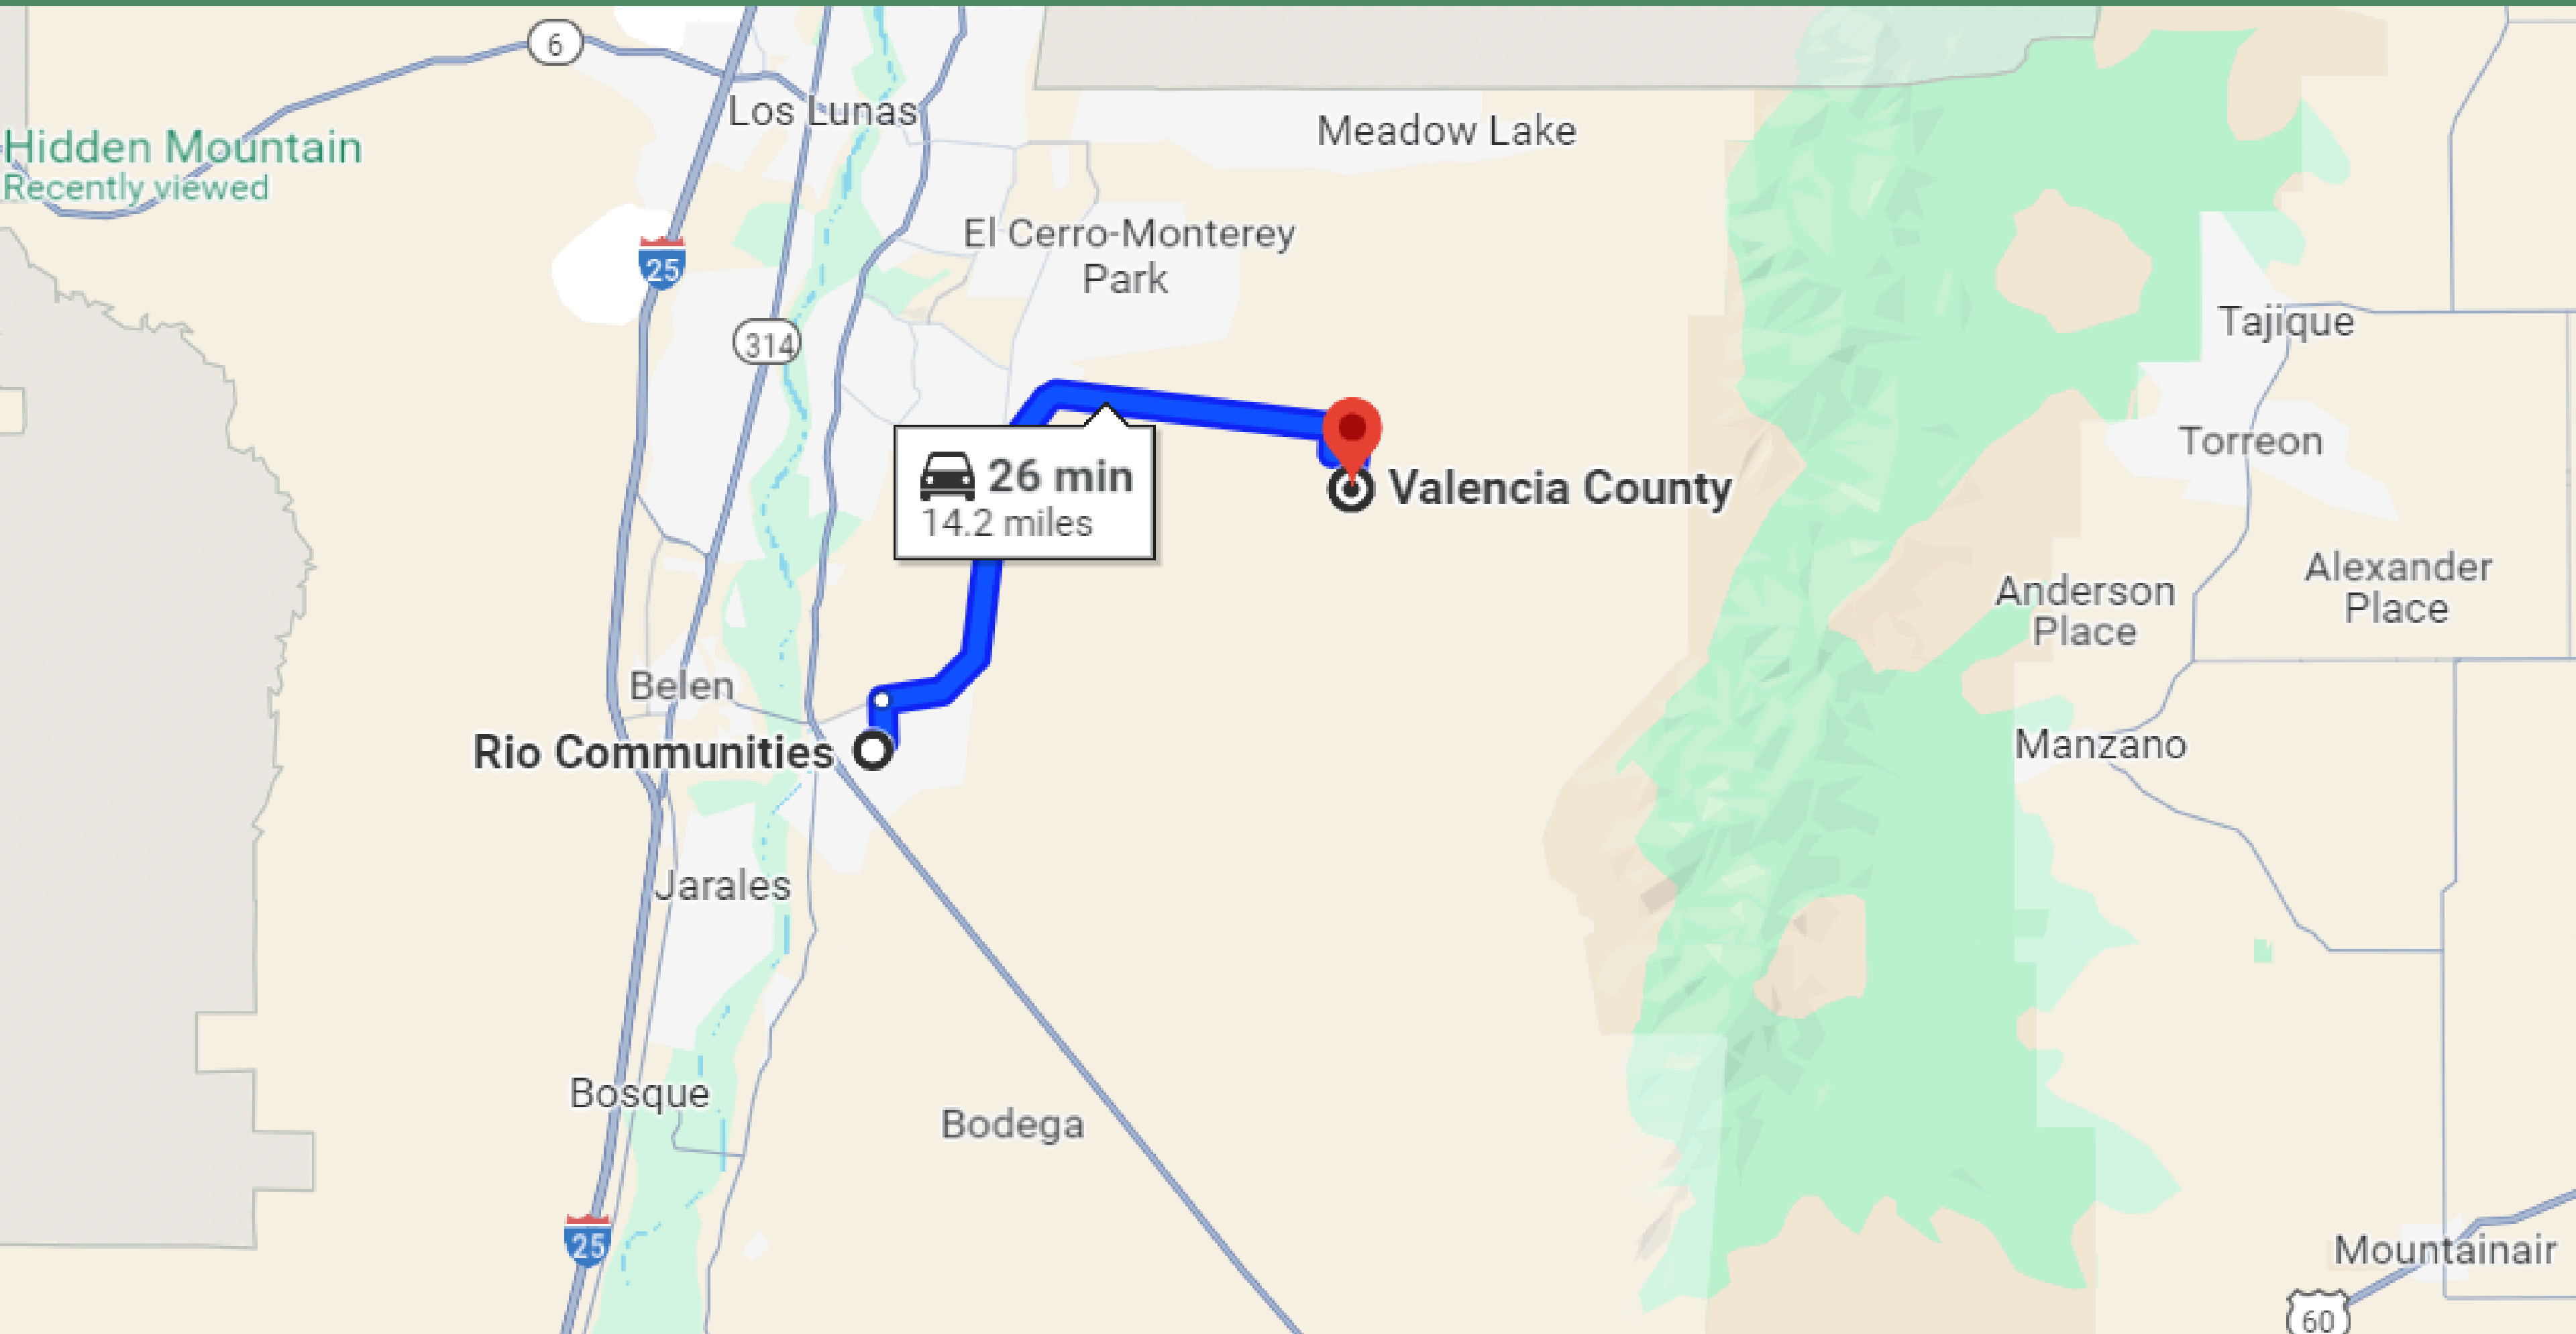 6
Los Lunas
Meadow Lake
Hidden Mountain
Recently viewed
El Cerro-Monterey
Park
25
314
Tajique
Torreon
26 min
14.2 miles
Valencia County
Alexander
Place
Anderson
Place
Belen
Rio Communities
Manzano
Jarales
Bosque
Bodega
25
Mountainair
60